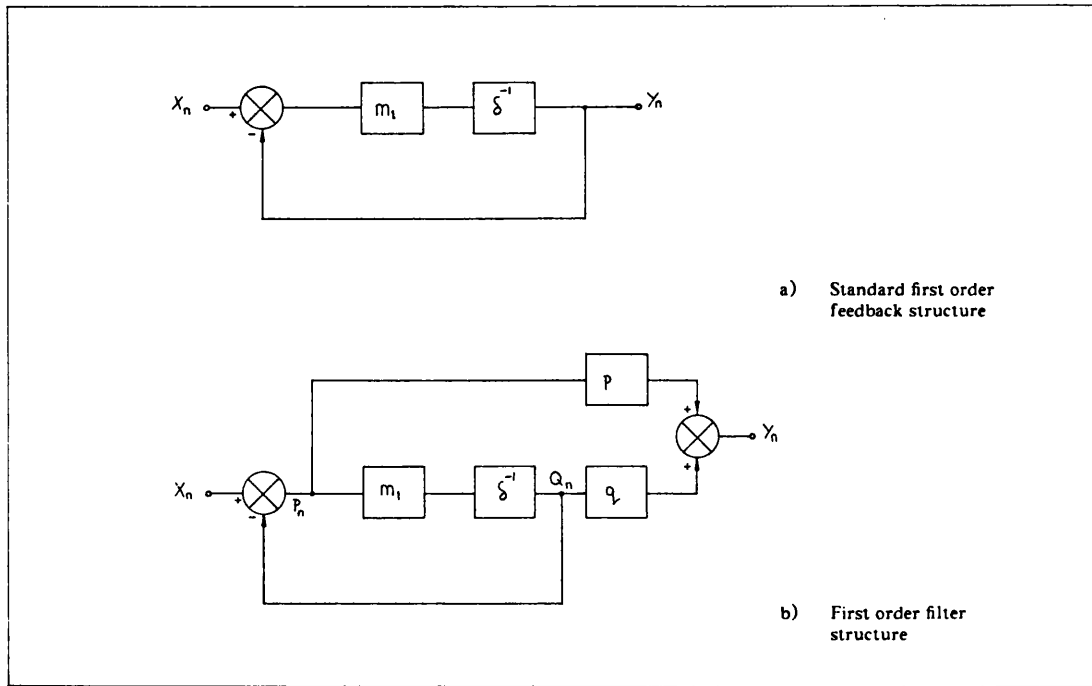 Xn + - m1 δ⁻¹ Yn
a) Standard first order
feedback structure
p
+
Yn
+
Xn + - Pn m1 δ⁻¹ Qn q
b) First order filter
structure